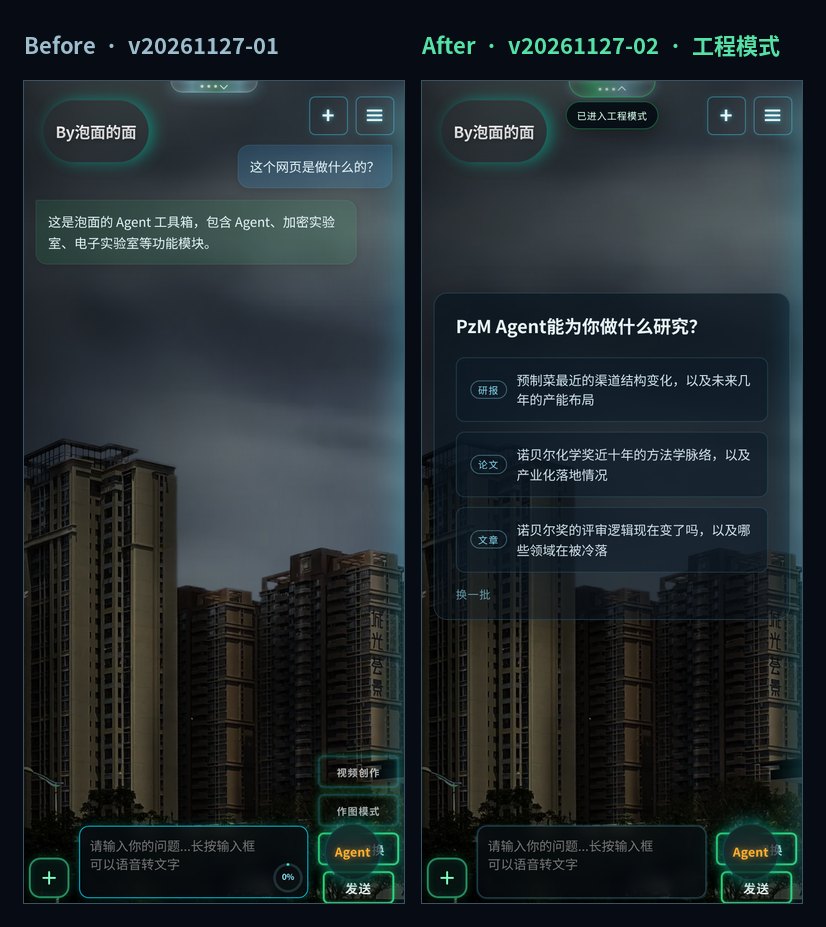 Before · v20261127-01
By泡面的面
这个网页是做什么的?
这是泡面的 Agent 工具箱，包含 Agent、加密实验
室、电子实验室等功能模块。
视频创作
作图模式
请输入你的问题...长按输入框
可以语音转文字
0%
Agent
换
发送
After · v20261127-02 · 工程模式
By泡面的面
已进入工程模式
PzM Agent能为你做什么研究?
研报
预制菜最近的渠道结构变化，以及未来几
年的产能布局
论文
诺贝尔化学奖近十年的方法学脉络，以及
产业化落地情况
文章
诺贝尔奖的评审逻辑现在变了吗，以及哪
些领域在被冷落
换一批
请输入你的问题...长按输入框
可以语音转文字
Agent
换
发送